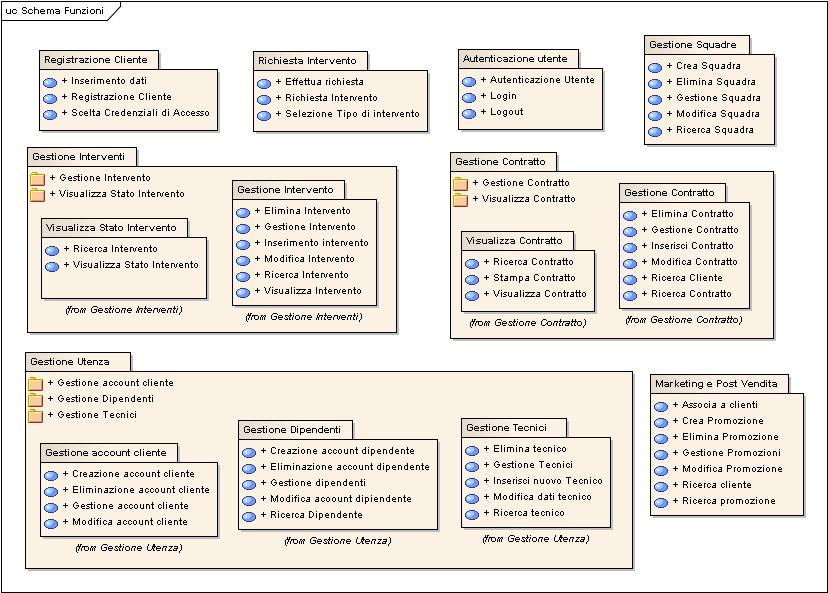 uc Schema Funzioni
Registrazione Cliente
+ Inserimento dati
+ Registrazione Cliente
+ Scelta Credenziali di Accesso
Richiesta Intervento
+ Effettua richiesta
+ Richiesta Intervento
+ Selezione Tipo di intervento
Autenticazione utente
+ Autenticazione Utente
+ Login
+ Logout
Gestione Squadre
+ Crea Squadra
+ Elimina Squadra
+ Gestione Squadra
+ Modifica Squadra
+ Ricerca Squadra
Gestione Interventi
+ Gestione Intervento
+ Visualizza Stato Intervento
Visualizza Stato Intervento
+ Ricerca Intervento
+ Visualizza Stato Intervento
(from Gestione Interventi)
Gestione Intervento
+ Elimina Intervento
+ Gestione Intervento
+ Inserimento intervento
+ Modifica Intervento
+ Ricerca Intervento
+ Visualizza Intervento
(from Gestione Interventi)
Gestione Contratto
+ Gestione Contratto
+ Visualizza Contratto
Visualizza Contratto
+ Ricerca Contratto
+ Stampa Contratto
+ Visualizza Contratto
(from Gestione Contratto)
Gestione Contratto
+ Elimina Contratto
+ Gestione Contratto
+ Inserisci Contratto
+ Modifica Contratto
+ Ricerca Cliente
+ Ricerca Contratto
(from Gestione Contratto)
Gestione Utenza
+ Gestione account cliente
+ Gestione Dipendenti
+ Gestione Tecnici
Gestione account cliente
+ Creazione account cliente
+ Eliminazione account cliente
+ Gestione account cliente
+ Modifica account cliente
(from Gestione Utenza)
Gestione Dipendenti
+ Creazione account dipendente
+ Eliminazione account dipendente
+ Gestione dipendenti
+ Modifica account dipiendente
+ Ricerca Dipendente
(from Gestione Utenza)
Gestione Tecnici
+ Elimina tecnico
+ Gestione Tecnici
+ Inserisci nuovo Tecnico
+ Modifica dati tecnico
+ Ricerca tecnico
(from Gestione Utenza)
Marketing e Post Vendita
+ Associa a clienti
+ Crea Promozione
+ Elimina Promozione
+ Gestione Promozioni
+ Modifica Promozione
+ Ricerca cliente
+ Ricerca promozione